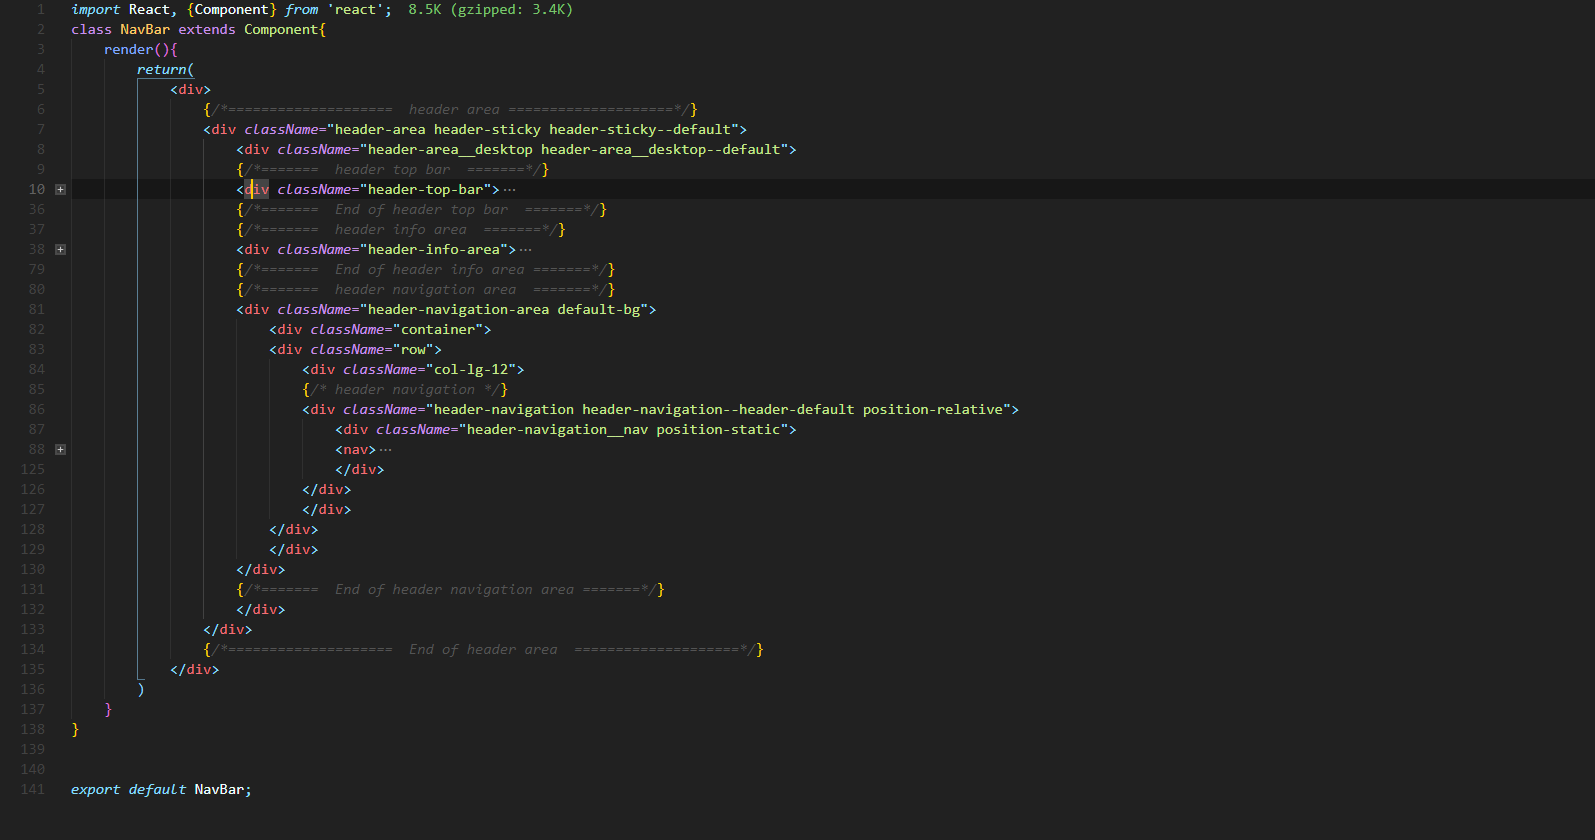 1 import React, {Component} from 'react'; 8.5K (gzipped: 3.4K)
2 class NavBar extends Component{
3 render(){
4 return(
5 <div>
6 {/*==================== header area ====================*/}
7 <div className="header-area header-sticky header-sticky--default">
8 <div className="header-area__desktop header-area__desktop--default">
9 {/*======= header top bar =======*/}
10 <div className="header-top-bar">···
36 {/*======= End of header top bar =======*/}
37 {/*======= header info area =======*/}
38 <div className="header-info-area">···
79 {/*======= End of header info area =======*/}
80 {/*======= header navigation area =======*/}
81 <div className="header-navigation-area default-bg">
82 <div className="container">
83 <div className="row">
84 <div className="col-lg-12">
85 {/* header navigation */}
86 <div className="header-navigation header-navigation--header-default position-relative">
87 <div className="header-navigation__nav position-static">
88 <nav>···
125 </div>
126 </div>
127 </div>
128 </div>
129 </div>
130 </div>
131 {/*======= End of header navigation area =======*/}
132 </div>
133 </div>
134 {/*==================== End of header area ====================*/}
135 </div>
136 )
137 }
138 }
139
140
141 export default NavBar;